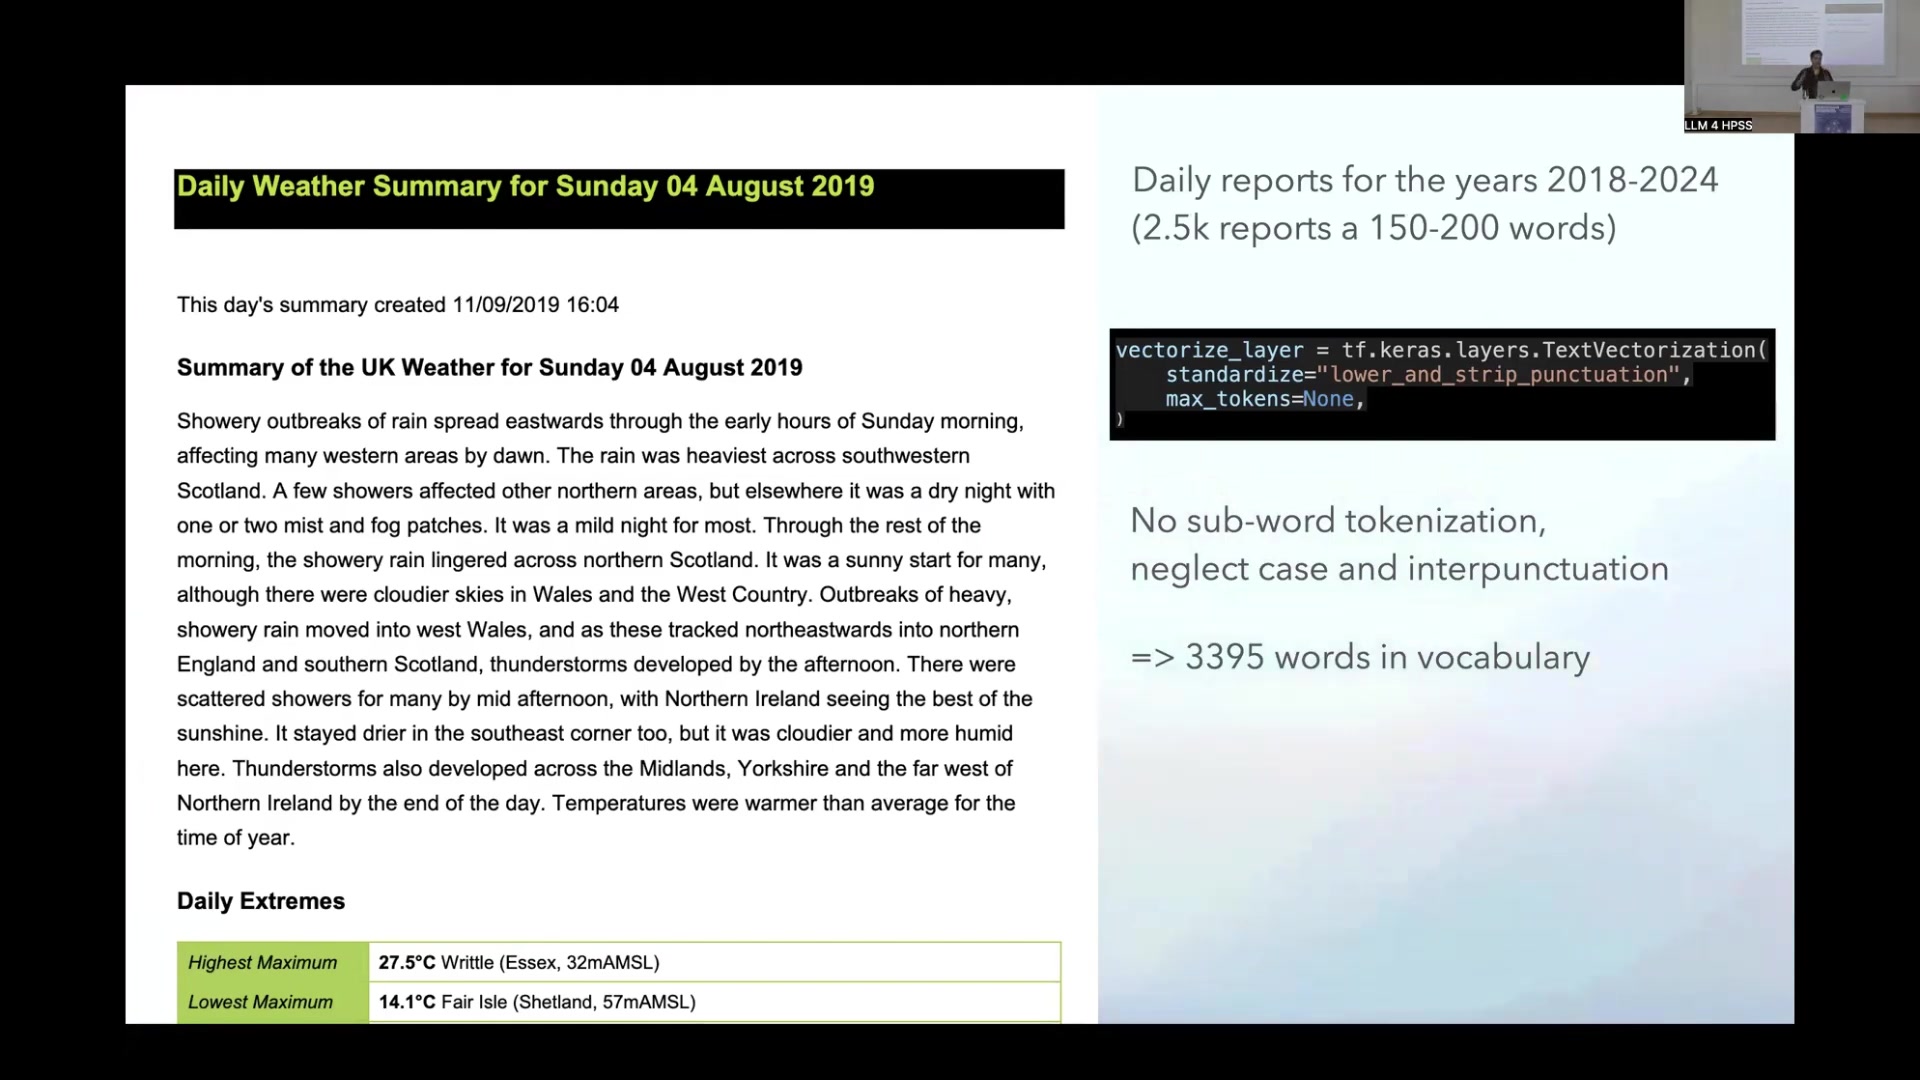 LLM 4 HPSS
Daily Weather Summary for Sunday 04 August 2019
This day's summary created 11/09/2019 16:04
Summary of the UK Weather for Sunday 04 August 2019
Showery outbreaks of rain spread eastwards through the early hours of Sunday morning,
affecting many western areas by dawn. The rain was heaviest across southwestern
Scotland. A few showers affected other northern areas, but elsewhere it was a dry night with
one or two mist and fog patches. It was a mild night for most. Through the rest of the
morning, the showery rain lingered across northern Scotland. It was a sunny start for many,
although there were cloudier skies in Wales and the West Country. Outbreaks of heavy,
showery rain moved into west Wales, and as these tracked northeastwards into northern
England and southern Scotland, thunderstorms developed by the afternoon. There were
scattered showers for many by mid afternoon, with Northern Ireland seeing the best of the
sunshine. It stayed drier in the southeast corner too, but it was cloudier and more humid
here. Thunderstorms also developed across the Midlands, Yorkshire and the far west of
Northern Ireland by the end of the day. Temperatures were warmer than average for the
time of year.
Daily Extremes
Highest Maximum 27.5°C Writtle (Essex, 32mAMSL)
Lowest Maximum 14.1°C Fair Isle (Shetland, 57mAMSL)
Daily reports for the years 2018-2024
(2.5k reports a 150-200 words)
vectorize_layer = tf.keras.layers.TextVectorization(
standardize="lower_and_strip_punctuation",
max_tokens=None,
)
No sub-word tokenization,
neglect case and interpunctuation
=> 3395 words in vocabulary